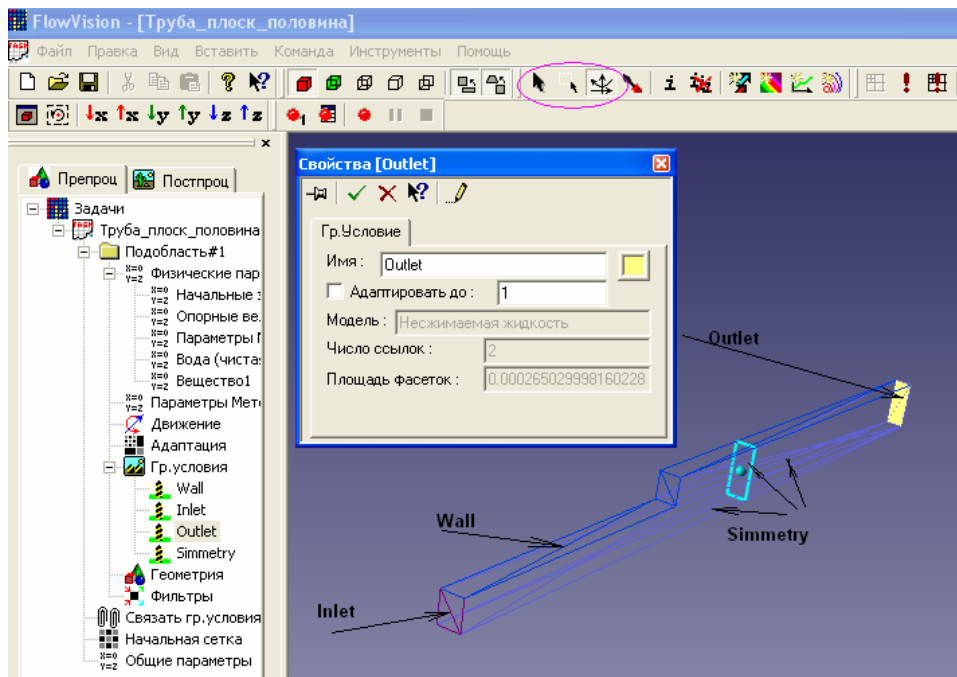 FlowVision - [Труба_плоск_половина]
Файл Правка Вид Вставить Команда Инструменты Помощь
x x y y z z
Препроц Постпроц
Задачи
Труба_плоск_половина
Подобласть#1
Физические пар
Начальные з
Опорные ве.
Параметры Г
Вода (чиста:
Вещество1
Параметры Мет
Движение
Адаптация
Гр.условия
Wall
Inlet
Outlet
Simmetry
Геометрия
Фильтры
Связать гр.условия
Начальная сетка
Общие параметры
Свойства [Outlet]
Гр.Условие
Имя : Outlet
Адаптировать до : 1
Модель : Несжимаемая жидкость
Число ссылок : 2
Площадь фасеток : 0.000265029998160228
Outlet
Wall
Simmetry
Inlet